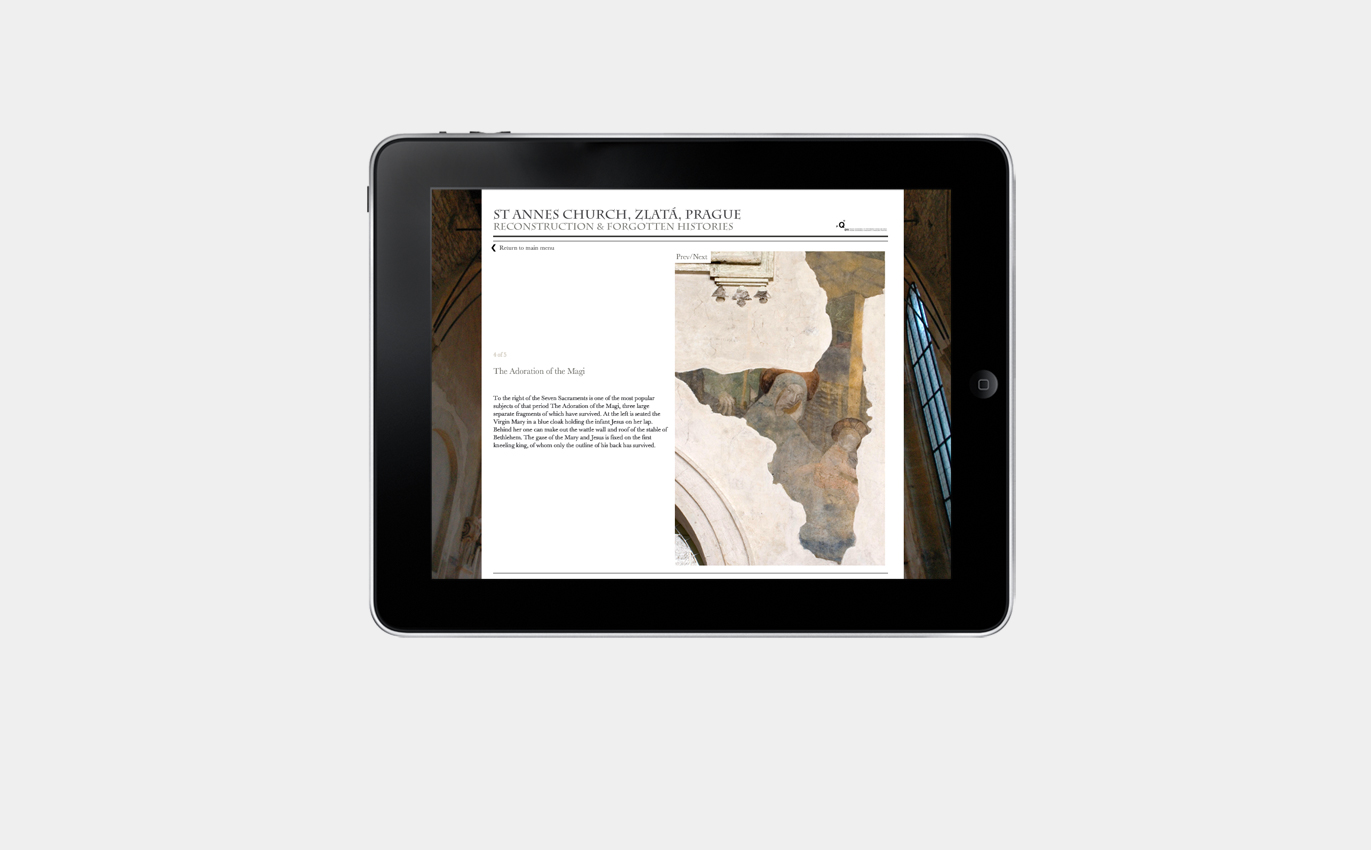 ST ANNES CHURCH, ZLATÁ, PRAGUE
RECONSTRUCTION & FORGOTTEN HISTORIES
Return to main menu
Prev/Next
4 of 5
The Adoration of the Magi
To the right of the Seven Sacraments is one of the most popular
subjects of that period The Adoration of the Magi, three large
separate fragments of which have survived. At the left is seated the
Virgin Mary in a blue cloak holding the infant Jesus on her lap.
Behind her one can make out the wattle wall and roof of the stable of
Bethlehem. The gaze of the Mary and Jesus is fixed on the first
kneeling king, of whom only the outline of his back has survived.